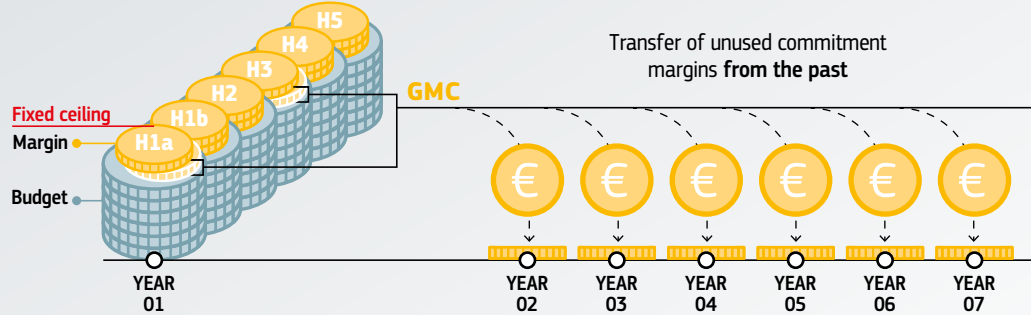 H5
H4
H3
H2
H1b
H1a
Fixed ceiling
Margin
Budget
GMC
Transfer of unused commitment
margins from the past
€
€
€
€
€
€
YEAR
01
YEAR
02
YEAR
03
YEAR
04
YEAR
05
YEAR
06
YEAR
07